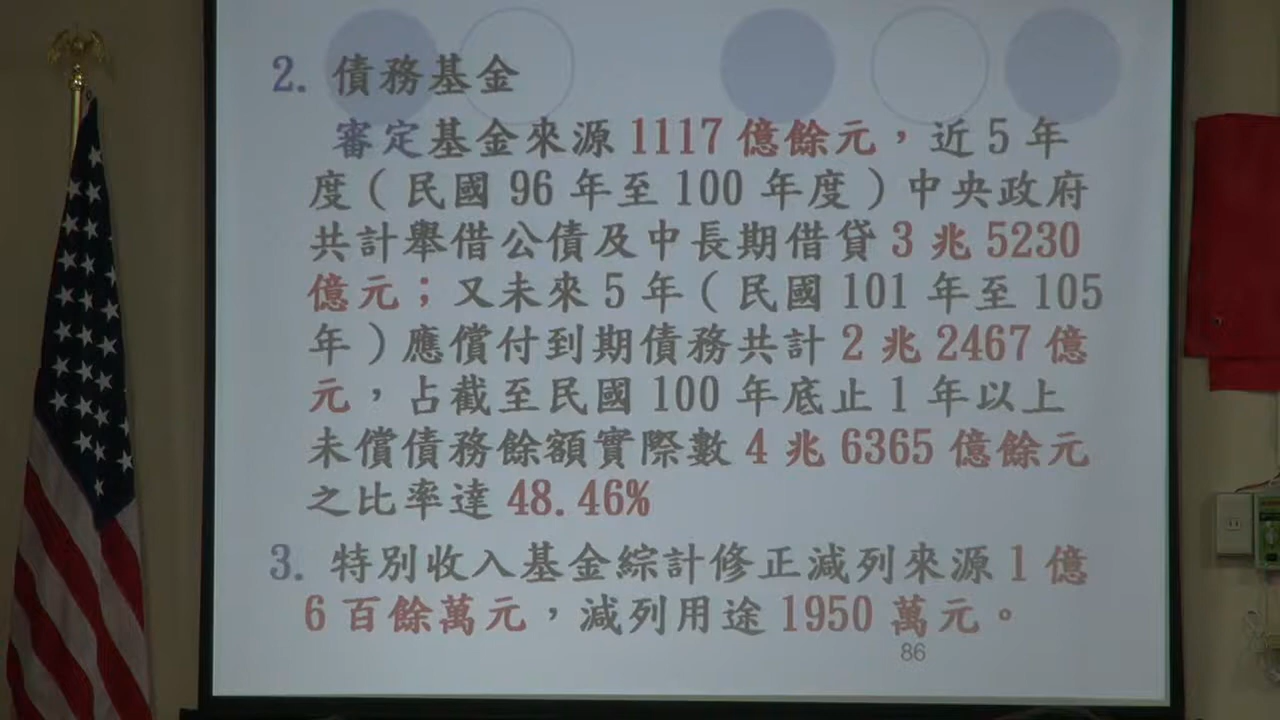 2. 債務基金
審定基金來源 1117 億餘元，近 5 年
度（民國 96 年至 100 年度）中央政府
共計舉借公債及中長期借貸 3 兆 5230
億元；又未來 5 年（民國 101 年至 105
年）應償付到期債務共計 2 兆 2467 億
元，占截至民國 100 年底止 1 年以上
未償債務餘額實際數 4 兆 6365 億餘元
之比率達 48.46%
3. 特別收入基金綜計修正減列來源 1 億
6 百餘萬元，減列用途 1950 萬元。
86